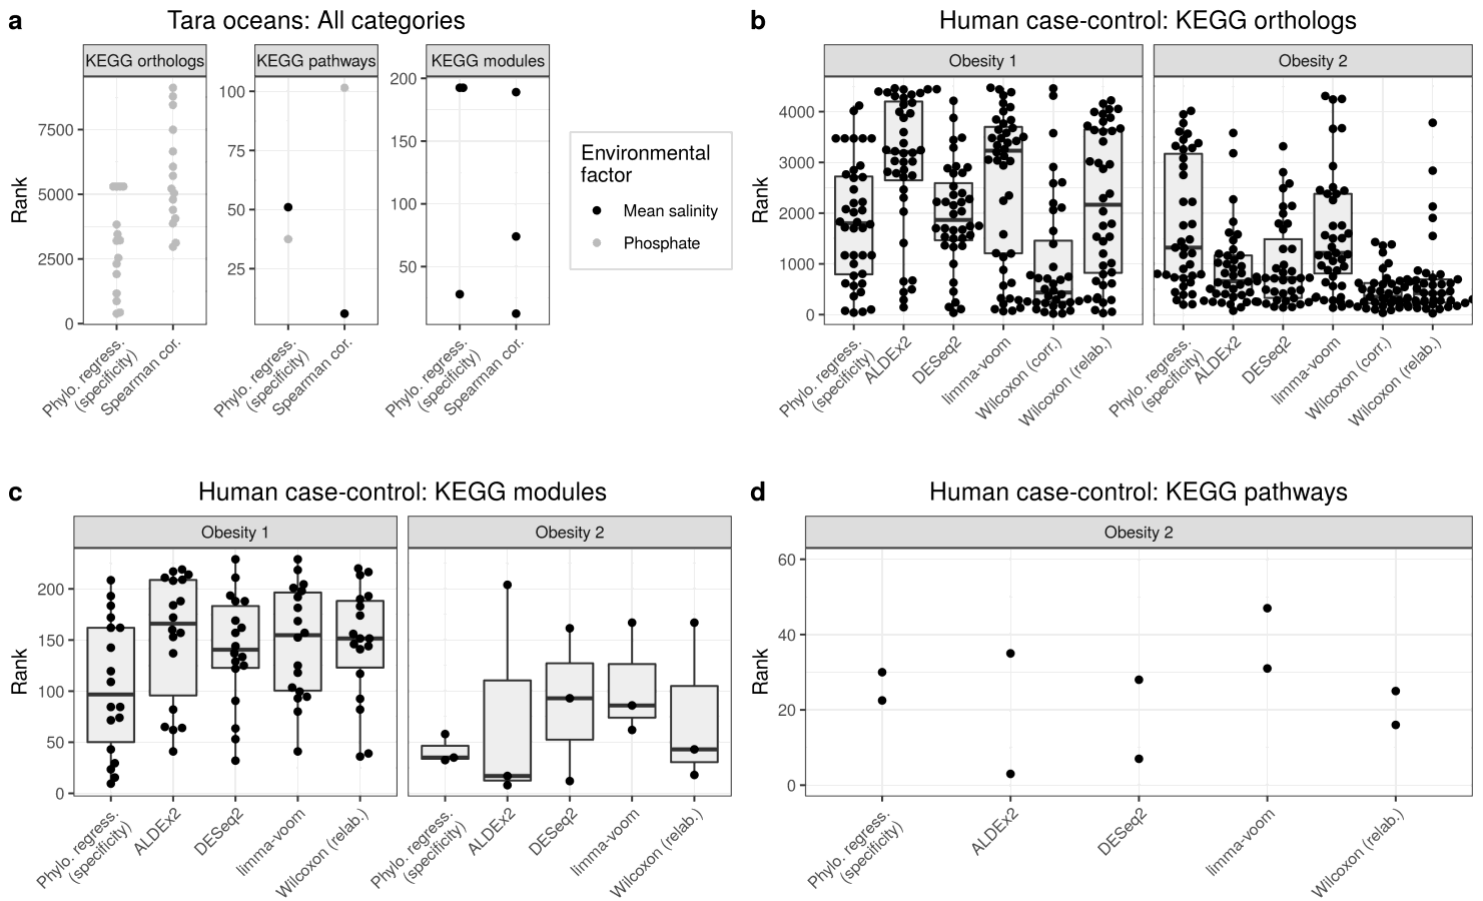 a
Tara oceans: All categories
KEGG orthologs
KEGG pathways
KEGG modules
Rank
7500
5000
2500
0
100
75
50
25
200
150
100
50
Phylo. regress.
(specificity)
Spearman cor.
Phylo. regress.
(specificity)
Spearman cor.
Phylo. regress.
(specificity)
Spearman cor.
Environmental
factor
Mean salinity
Phosphate
b
Human case-control: KEGG orthologs
Obesity 1
Obesity 2
Rank
4000
3000
2000
1000
0
Phylo. regress.
(specificity)
ALDEx2
DESeq2
limma-voom
Wilcoxon (corr.)
Wilcoxon (relab.)
Phylo. regress.
(specificity)
ALDEx2
DESeq2
limma-voom
Wilcoxon (corr.)
Wilcoxon (relab.)
c
Human case-control: KEGG modules
Obesity 1
Obesity 2
Rank
200
150
100
50
0
Phylo. regress.
(specificity)
ALDEx2
DESeq2
limma-voom
Wilcoxon (relab.)
Phylo. regress.
(specificity)
ALDEx2
DESeq2
limma-voom
Wilcoxon (relab.)
d
Human case-control: KEGG pathways
Obesity 2
Rank
60
40
20
0
Phylo. regress.
(specificity)
ALDEx2
DESeq2
limma-voom
Wilcoxon (relab.)